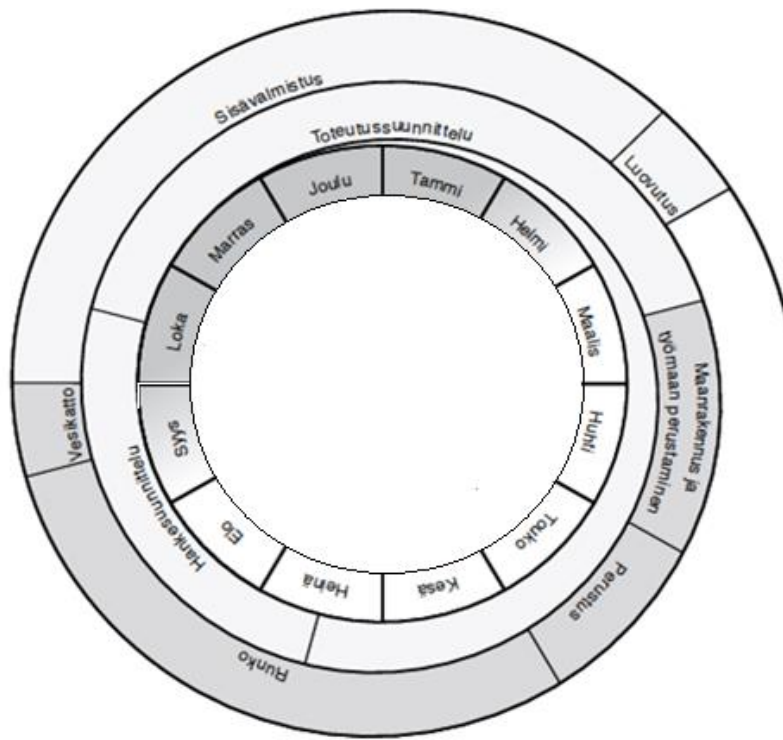 Sisävalmistus
Toteutussuunnittelu
Luovutus
Joulu
Tammi
Marras
Helmi
Loka
Maalis
Maanrakennus ja
työmaan perustaminen
Vesikatto
Syys
Huhti
Hankesuunnittelu
Elo
Touko
Heinä
Kesä
Perustus
Runko